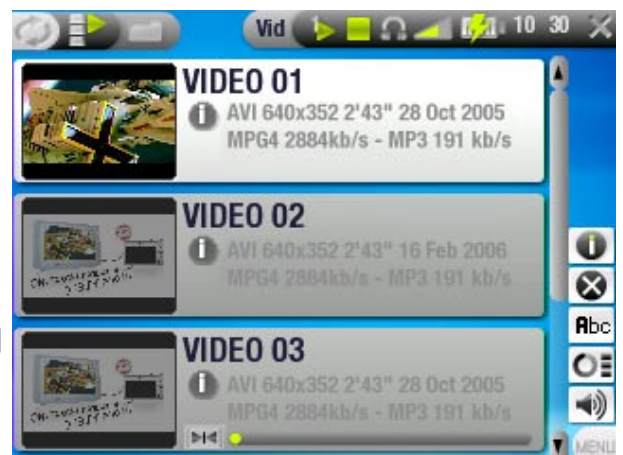 Vid 1 10 30
VIDEO 01
i AVI 640x352 2'43" 28 Oct 2005
MPG4 2884kb/s - MP3 191 kb/s
VIDEO 02
i AVI 640x352 2'43" 16 Feb 2006
MPG4 2884kb/s - MP3 191 kb/s
i
Abc
VIDEO 03
i AVI 640x352 2'43" 28 Oct 2005
MPG4 2884kb/s - MP3 191 kb/s
MENU